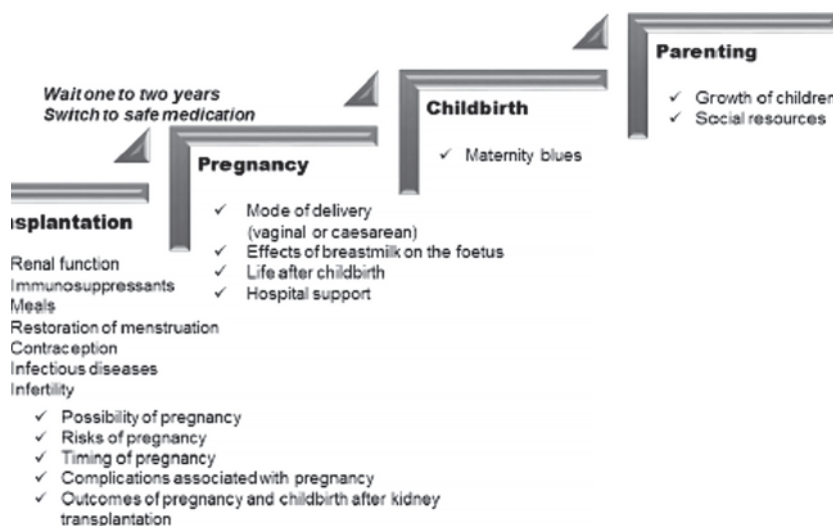 Parenting
✓ Growth of children
✓ Social resources
Childbirth
✓ Maternity blues
Wait one to two years
Switch to safe medication
Pregnancy
✓ Mode of delivery
(vaginal or caesarean)
✓ Effects of breastmilk on the foetus
✓ Life after childbirth
✓ Hospital support
nsplantation
Renal function
Immunosuppressants
Meals
Restoration of menstruation
Contraception
Infectious diseases
Infertility
✓ Possibility of pregnancy
✓ Risks of pregnancy
✓ Timing of pregnancy
✓ Complications associated with pregnancy
✓ Outcomes of pregnancy and childbirth after kidney
transplantation